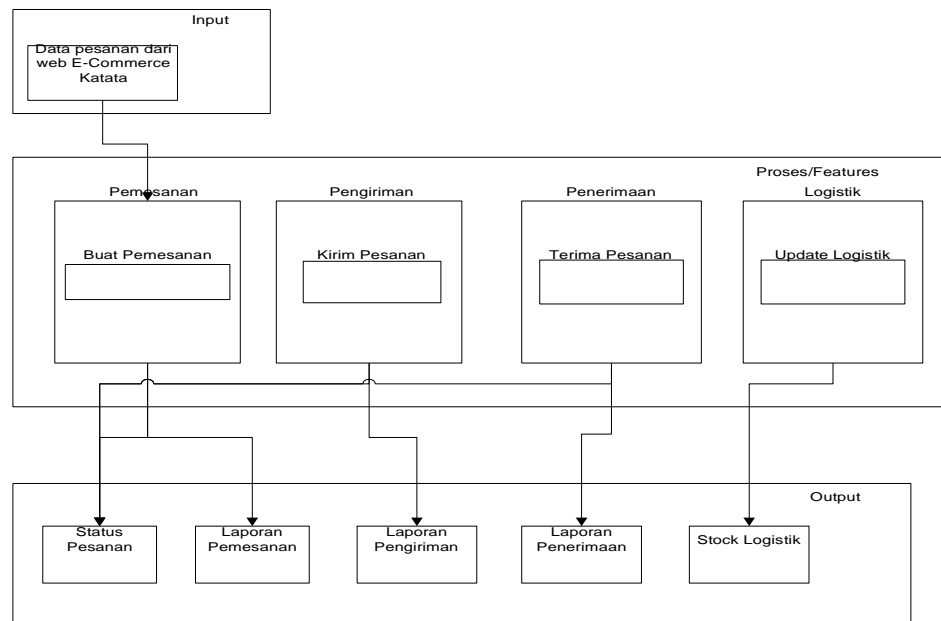 Input
Data pesanan dari
web E-Commerce
Katata
Proses/Features
Pemesanan
Pengiriman
Penerimaan
Logistik
Buat Pemesanan
Kirim Pesanan
Terima Pesanan
Update Logistik
Output
Status
Pesanan
Laporan
Pemesanan
Laporan
Pengiriman
Laporan
Penerimaan
Stock Logistik